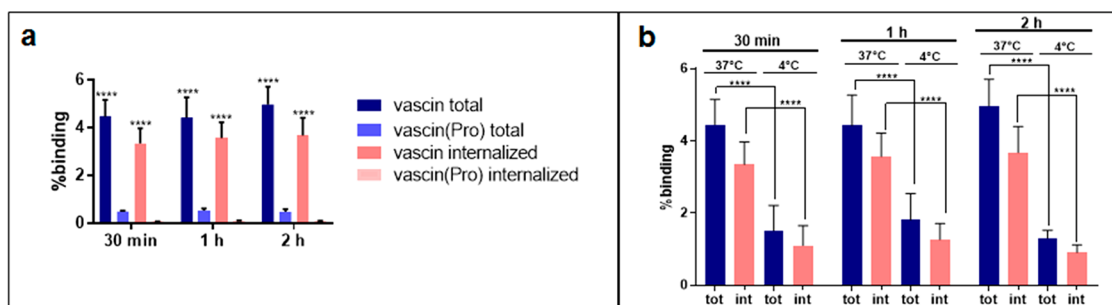 a
%binding
6
4
2
0
**** **** **** **** **** ****
30 min 1 h 2 h
vascin total
vascin(Pro) total
vascin internalized
vascin(Pro) internalized
b
30 min 1 h 2 h
37°C 4°C 37°C 4°C 37°C 4°C
**** **** **** **** **** ****
%binding
6
4
2
0
tot int tot int tot int tot int tot int tot int